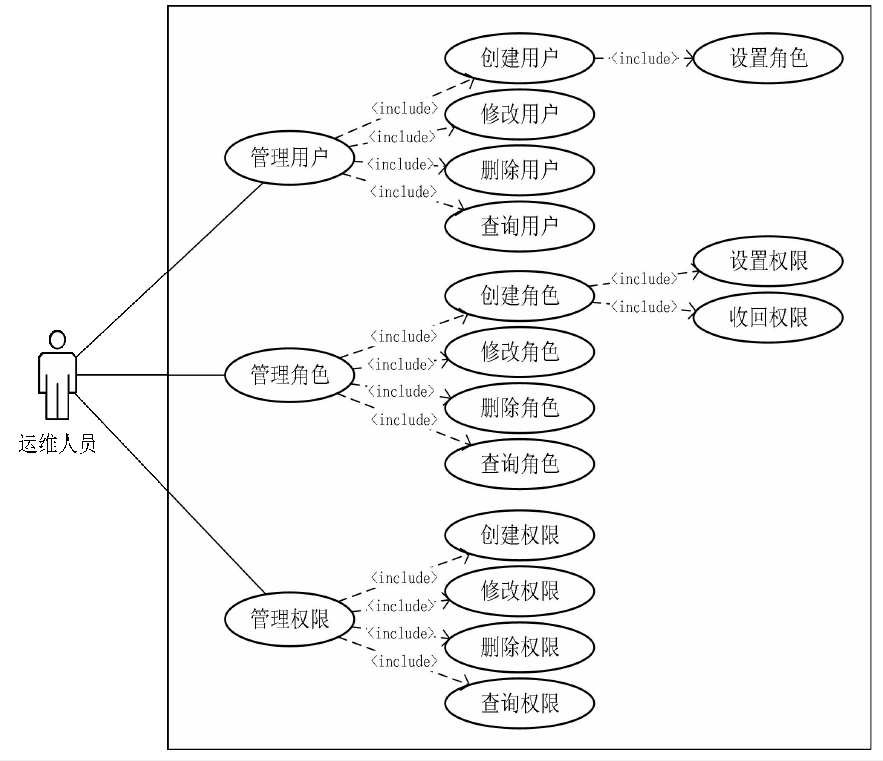 创建用户
<include>
设置角色
<include>
修改用户
<include>
管理用户
<include>
删除用户
<include>
查询用户
设置权限
<include>
创建角色
<include>
收回权限
<include>
修改角色
<include>
管理角色
<include>
删除角色
<include>
查询角色
运维人员
创建权限
<include>
修改权限
<include>
管理权限
<include>
删除权限
<include>
查询权限